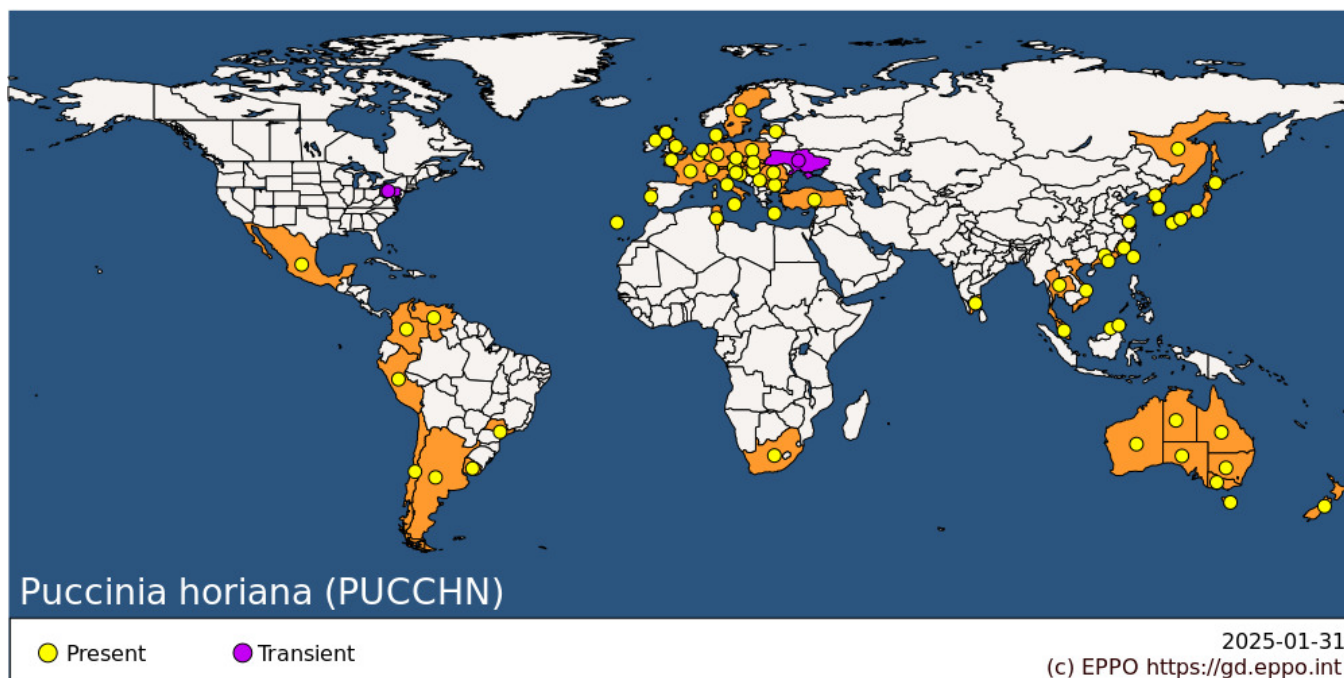 Puccinia horiana (PUCCHN)
Present
Transient
2025-01-31
(c) EPPO https://gd.eppo.int